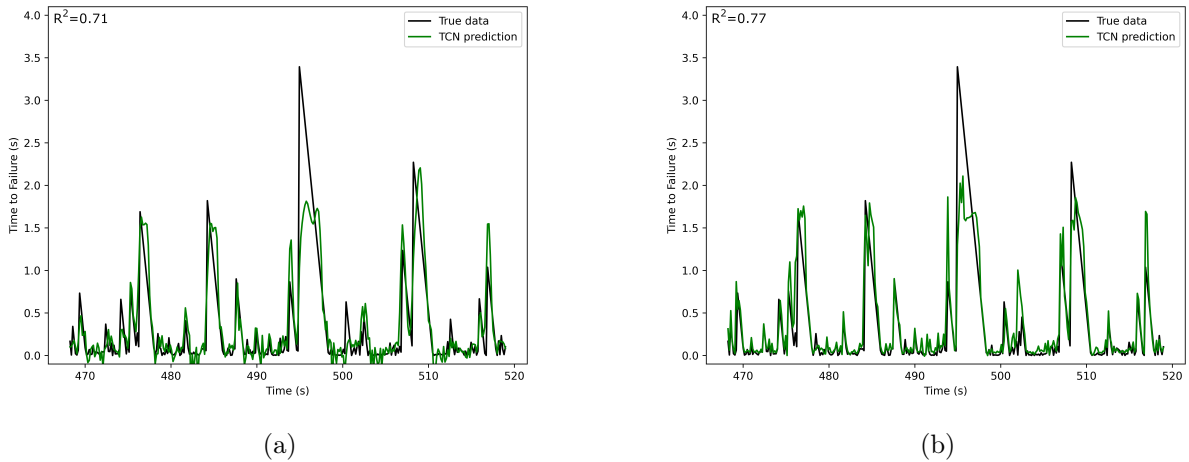 R²=0.71
True data
TCN prediction
4.0
3.5
3.0
2.5
2.0
1.5
1.0
0.5
0.0
Time to Failure (s)
470 480 490 500 510 520
Time (s)
(a)
R²=0.77
True data
TCN prediction
4.0
3.5
3.0
2.5
2.0
1.5
1.0
0.5
0.0
Time to Failure (s)
470 480 490 500 510 520
Time (s)
(b)